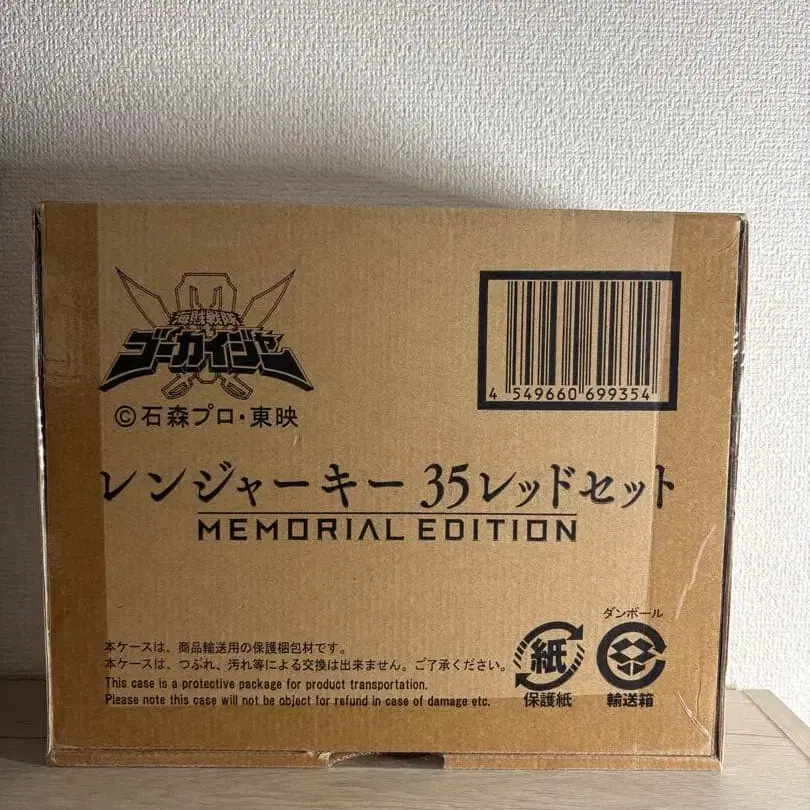 海賊戦隊
ゴーカイジャー
©石森プロ・東映
4 549660 699354
レンジャーキー 35レッドセット
MEMORIAL EDITION
本ケースは、商品輸送用の保護梱包材です。
本ケースは、つぶれ、汚れ等による交換は出来ません。ご了承ください。
This case is a protective package for product transportation.
Please note this case will not be object for refund in case of damage etc.
紙
保護紙
ダンボール
輸送箱